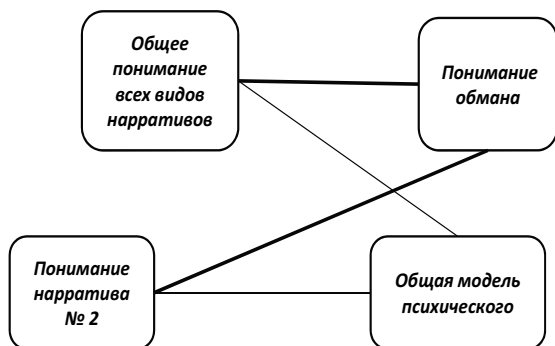 Общее
понимание
всех видов
нарративов
Понимание
обмана
Понимание
нарратива
№ 2
Общая модель
психического